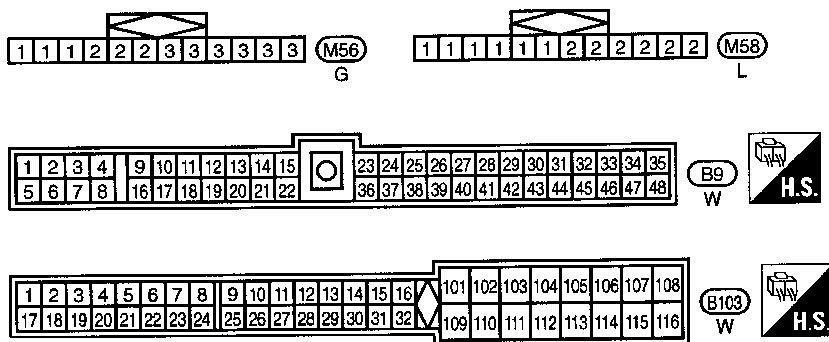 1 1 1 2 2 2 3 3 3 3 3 3 M56
G
1 1 1 1 1 1 2 2 2 2 2 2 M58
L
1 2 3 4 9 10 11 12 13 14 15 23 24 25 26 27 28 29 30 31 32 33 34 35
5 6 7 8 16 17 18 19 20 21 22 36 37 38 39 40 41 42 43 44 45 46 47 48
B9
W
H.S.
1 2 3 4 5 6 7 8 9 10 11 12 13 14 15 16 101 102 103 104 105 106 107 108
17 18 19 20 21 22 23 24 25 26 27 28 29 30 31 32 109 110 111 112 113 114 115 116
B103
W
H.S.